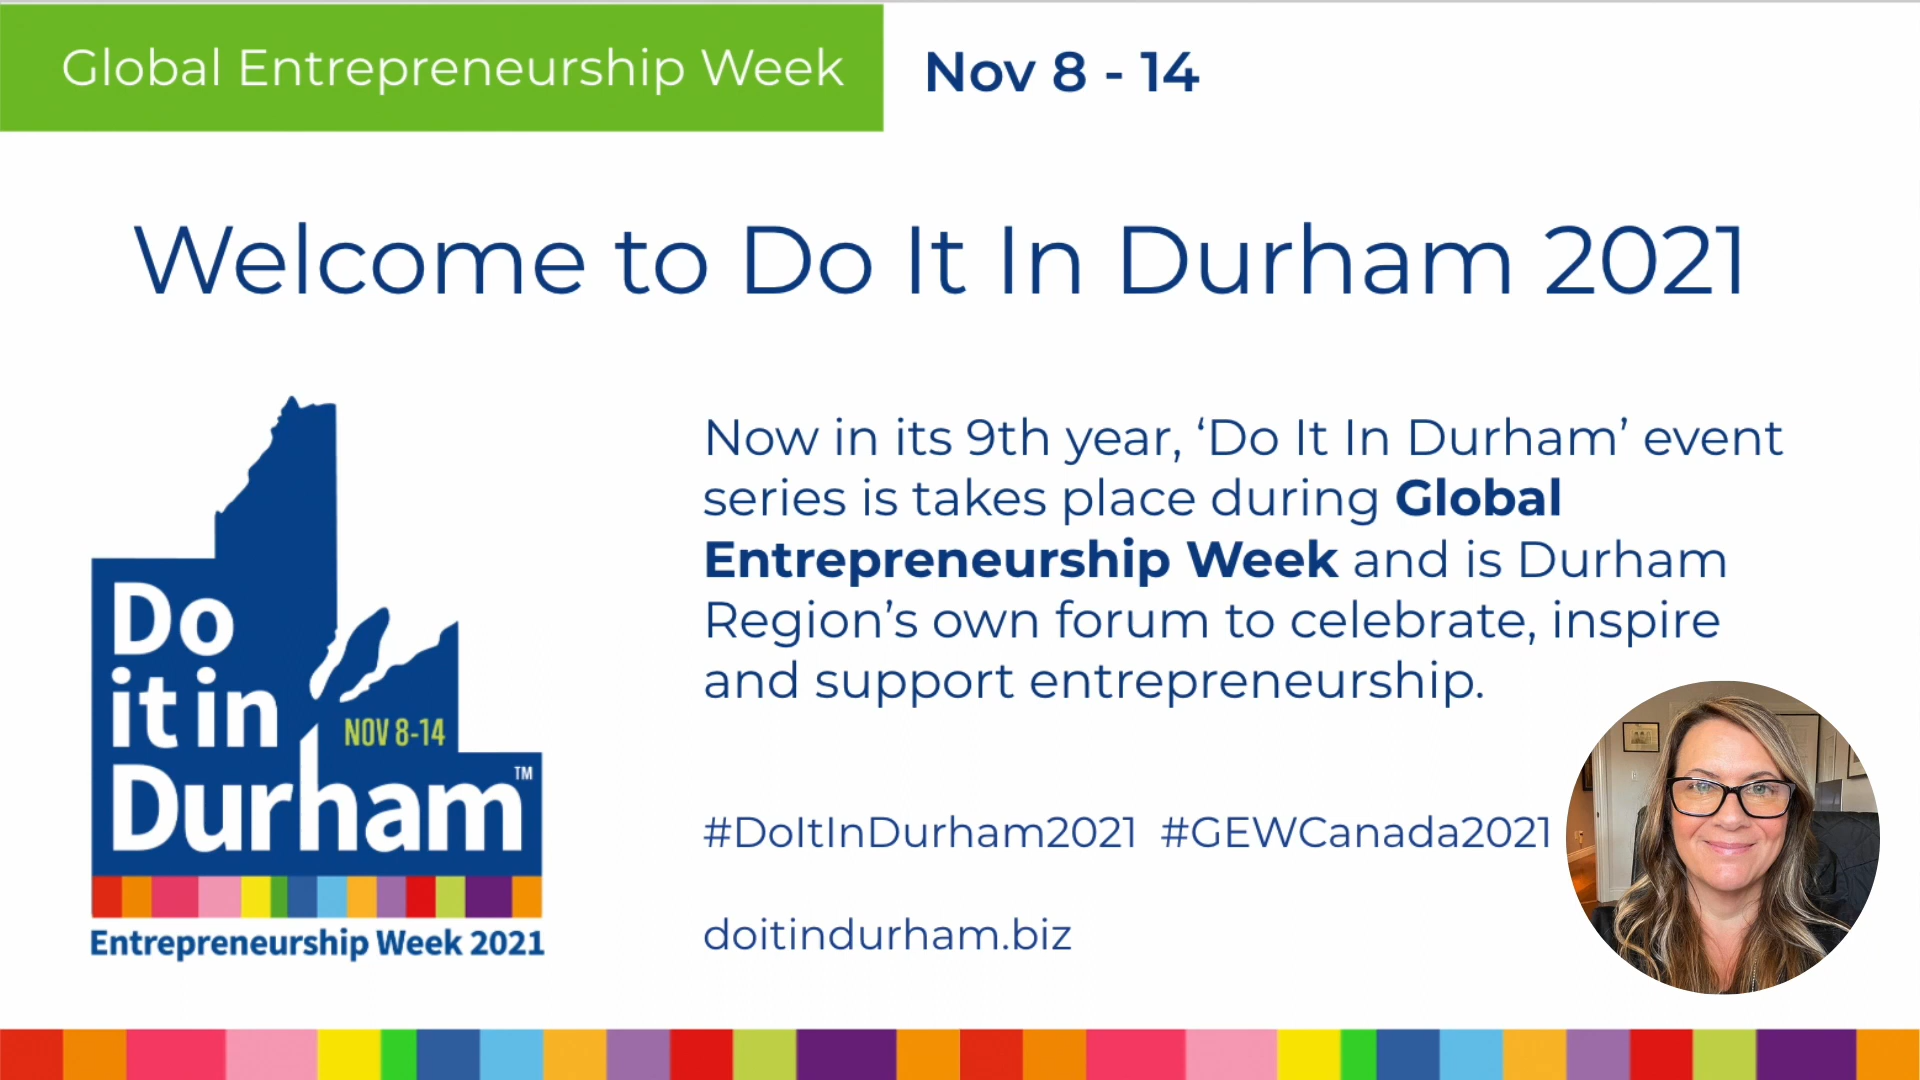 Global Entrepreneurship Week
Nov 8 - 14
Welcome to Do It In Durham 2021
Now in its 9th year, ‘Do It In Durham’ event
series is takes place during Global
Entrepreneurship Week and is Durham
Region’s own forum to celebrate, inspire
and support entrepreneurship.
#DoItInDurham2021 #GEWCanada2021
doitindurham.biz
Do
it in
NOV 8-14
Durham™
Entrepreneurship Week 2021